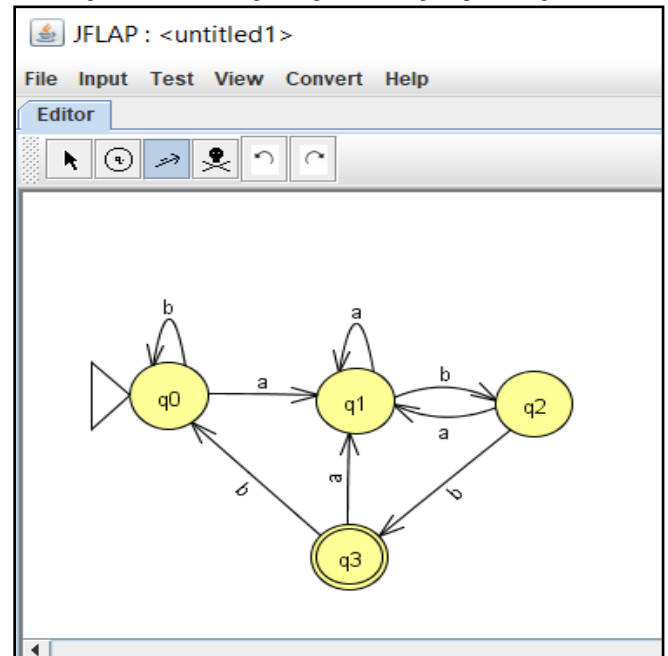 JFLAP : <untitled1>
File Input Test View Convert Help
Editor
q
b
a
q0
a
q1
b
a
q2
b
a
b
q3